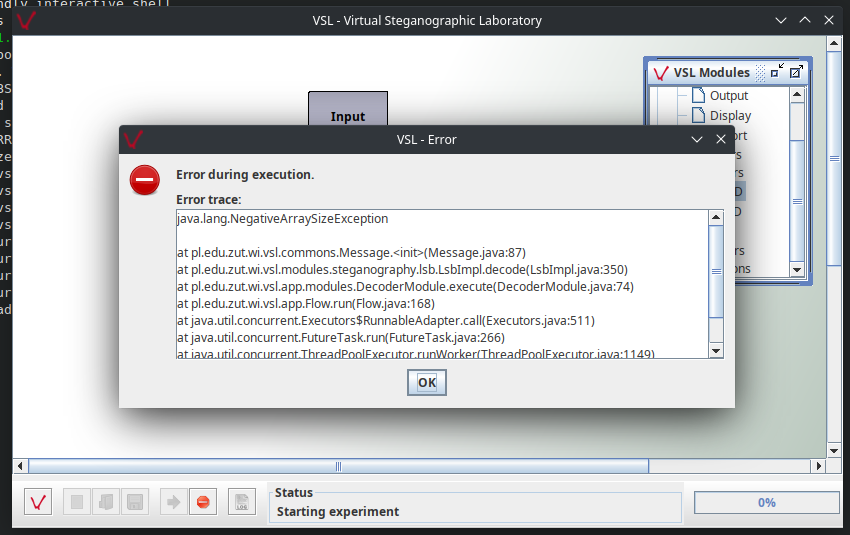 ndly interactive shell
VSL - Virtual Steganographic Laboratory
VSL Modules
Output
Display
Input
VSL - Error
Error during execution.
Error trace:
java.lang.NegativeArraySizeException
at pl.edu.zut.wi.vsl.commons.Message.<init>(Message.java:87)
at pl.edu.zut.wi.vsl.modules.steganography.lsb.LsbImpl.decode(LsbImpl.java:350)
at pl.edu.zut.wi.vsl.app.modules.DecoderModule.execute(DecoderModule.java:74)
at pl.edu.zut.wi.vsl.app.Flow.run(Flow.java:168)
at java.util.concurrent.Executors$RunnableAdapter.call(Executors.java:511)
at java.util.concurrent.FutureTask.run(FutureTask.java:266)
at java.util.concurrent.ThreadPoolExecutor.runWorker(ThreadPoolExecutor.java:1149)
OK
LOG
Status
Starting experiment
0%